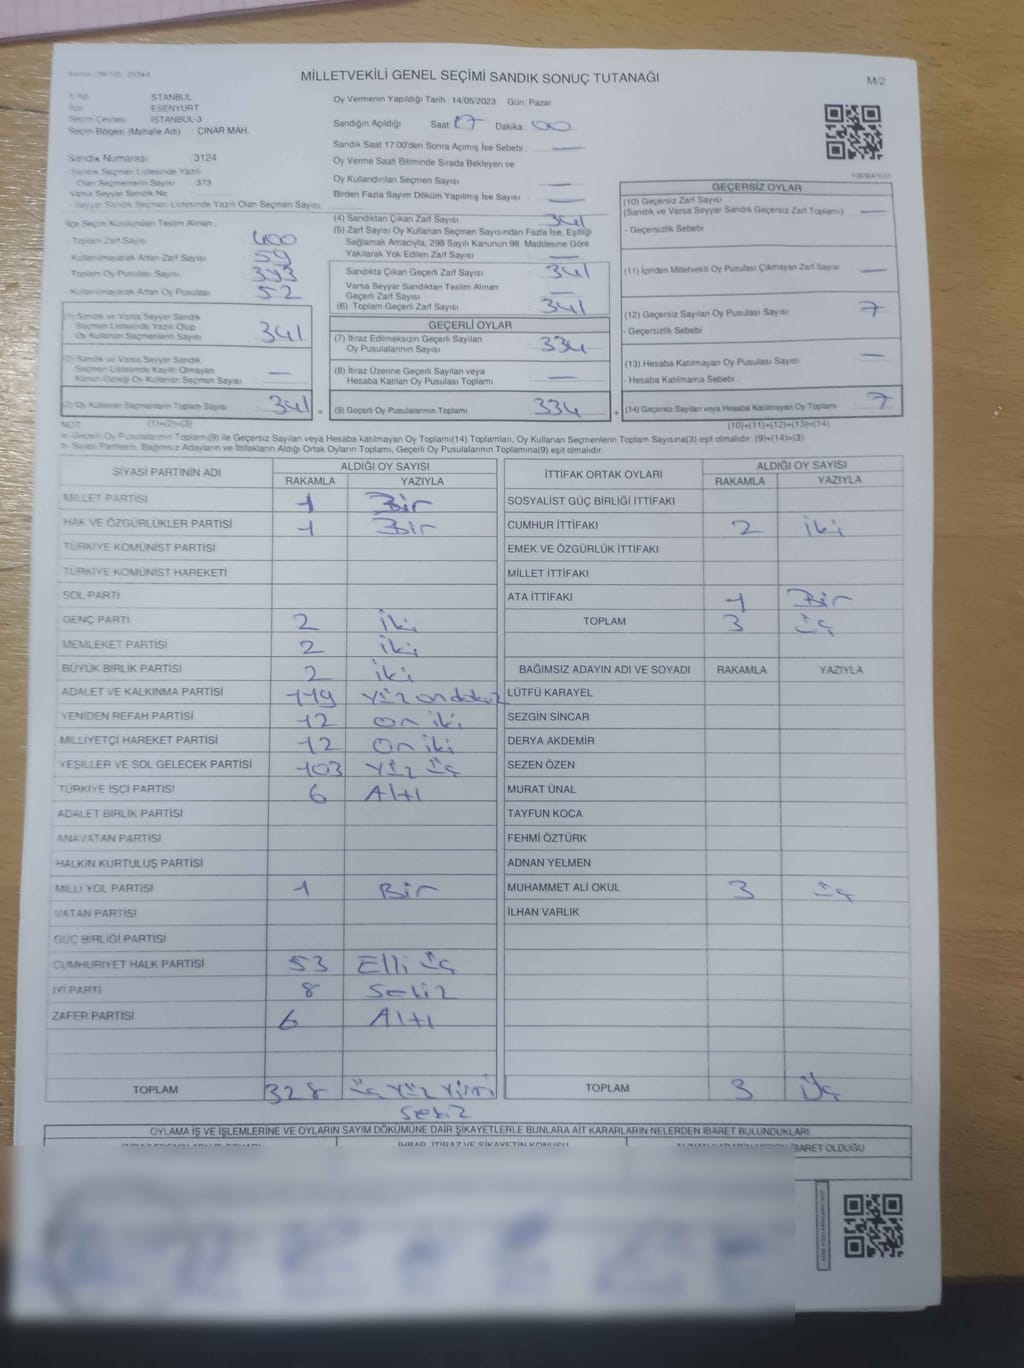 MİLLETVEKİLİ GENEL SEÇİMİ SANDIK SONUÇ TUTANAĞI
M/2
İSTANBUL
ESENYURT
Seçim Çevresi İSTANBUL-3
Seçim Bölgesi (Mahalle Adı) : ÇINAR MAH.
Sandık Numarası : 3124
Sandık Seçmen Listesinde Yazılı
Olan Seçmenlerin Sayısı : 373
Varsa Seyyar Sandık No
- Seyyar Sandık Seçmen Listesinde Yazılı Olan Seçmen Sayısı :
İlçe Seçim Kurulundan Teslim Alınan ;
- Toplam Zarf Sayısı 400
- Kullanılmayarak Artan Zarf Sayısı 59
- Toplam Oy Pusulası Sayısı 393
- Kullanılmayarak Artan Oy Pusulası 52
(1) Sandık ve Varsa Seyyar Sandık
Seçmen Listesinde Yazılı Olup
Oy Kullanan Seçmenlerin Sayısı 341
(2) Sandık ve Varsa Seyyar Sandık
Seçmen Listesinde Kayıtlı Olmayan
Kanun Gereği Oy Kullanan Seçmen Sayısı —
(3) Oy Kullanan Seçmenlerin Toplam Sayısı 341 =
Oy Vermenin Yapıldığı Tarih : 14/05/2023 Gün: Pazar
Sandığın Açıldığı Saat: 17 Dakika : 00
Sandık Saat 17:00'den Sonra Açımış İse Sebebi : —
Oy Verme Saati Bitiminde Sırada Bekleyen ve
Oy Kullandırılan Seçmen Sayısı —
Birden Fazla Sayım Döküm Yapılmış İse Sayısı —
(4) Sandıktan Çıkan Zarf Sayısı 341
(5) Zarf Sayısı Oy Kullanan Seçmen Sayısından Fazla İse, Eşitliği
Sağlamak Amacıyla, 298 Sayılı Kanunun 98. Maddesine Göre
Yakılarak Yok Edilen Zarf Sayısı —
Sandıkta Çıkan Geçerli Zarf Sayısı 341
Varsa Seyyar Sandıktan Teslim Alınan
Geçerli Zarf Sayısı —
(6) Toplam Geçerli Zarf Sayısı 341
GEÇERLİ OYLAR
(7) İtiraz Edilmeksizin Geçerli Sayılan
Oy Pusulalarının Sayısı 334
(8) İtiraz Üzerine Geçerli Sayılan veya
Hesaba Katılan Oy Pusulası Toplamı —
(9) Geçerli Oy Pusulalarının Toplamı 334 +
GEÇERSİZ OYLAR
(10) Geçersiz Zarf Sayısı
(Sandık ve Varsa Seyyar Sandık Geçersiz Zarf Toplamı) —
- Geçersizlik Sebebi
(11) İçinden Milletvekili Oy Pusulası Çıkmayan Zarf Sayısı —
(12) Geçersiz Sayılan Oy Pusulası Sayısı 7
- Geçersizlik Sebebi
(13) Hesaba Katılmayan Oy Pusulası Sayısı —
- Hesaba Katılmama Sebebi :
(14) Geçersiz Sayılan veya Hesaba Katılmayan Oy Toplamı 7
NOT: (1)+(2)=(3) (10)+(11)+(12)+(13)=(14)
a- Geçerli Oy Pusulalarının Toplamı(9) ile Geçersiz Sayılan veya Hesaba katılmayan Oy Toplamı(14) Toplamları, Oy Kullanan Seçmenlerin Toplam Sayısına(3) eşit olmalıdır. (9)+(14)=(3)
b- Siyasi Partilerin, Bağımsız Adayların ve İttifakların Aldığı Ortak Oyların Toplamı, Geçerli Oy Pusulalarının Toplamına(9) eşit olmalıdır.
SİYASİ PARTİNİN ADI ALDIĞI OY SAYISI
RAKAMLA YAZIYLA
MİLLET PARTİSİ 1 Bir
HAK VE ÖZGÜRLÜKLER PARTİSİ 1 Bir
TÜRKİYE KOMÜNİST PARTİSİ
TÜRKİYE KOMÜNİST HAREKETİ
SOL PARTİ
GENÇ PARTİ 2 iki
MEMLEKET PARTİSİ 2 iki
BÜYÜK BİRLİK PARTİSİ 2 iki
ADALET VE KALKINMA PARTİSİ 119 Yüz ondokuz
YENİDEN REFAH PARTİSİ 12 on iki
MİLLİYETÇİ HAREKET PARTİSİ 12 On iki
YEŞİLLER VE SOL GELECEK PARTİSİ 103 Yüz üç
TÜRKİYE İŞÇİ PARTİSİ 6 Altı
ADALET BİRLİK PARTİSİ
ANAVATAN PARTİSİ
HALKIN KURTULUŞ PARTİSİ
MİLLİ YOL PARTİSİ 1 Bir
VATAN PARTİSİ
GÜÇ BİRLİĞİ PARTİSİ
CUMHURİYET HALK PARTİSİ 53 Elli üç
İYİ PARTİ 8 Sekiz
ZAFER PARTİSİ 6 Altı
TOPLAM 328 üç Yüz Yirmi
Sekiz
İTTİFAK ORTAK OYLARI ALDIĞI OY SAYISI
RAKAMLA YAZIYLA
SOSYALİST GÜÇ BİRLİĞİ İTTİFAKI
CUMHUR İTTİFAKI 2 iki
EMEK VE ÖZGÜRLÜK İTTİFAKI
MİLLET İTTİFAKI
ATA İTTİFAKI 1 Bir
TOPLAM 3 üç
BAĞIMSIZ ADAYIN ADI VE SOYADI RAKAMLA YAZIYLA
LÜTFÜ KARAYEL
SEZGİN SİNCAR
DERYA AKDEMİR
SEZEN ÖZEN
MURAT ÜNAL
TAYFUN KOCA
FEHMİ ÖZTÜRK
ADNAN YELMEN
MUHAMMET ALİ OKUL 3 üç
İLHAN VARLIK
TOPLAM 3 Üç
OYLAMA İŞ VE İŞLEMLERİNE VE OYLARIN SAYIM DÖKÜMÜNE DAİR ŞİKAYETLERLE BUNLARA AİT KARARLARIN NELERDEN İBARET BULUNDUKLARI
İHBAR, İTİRAZ VE ŞİKAYETİN KONUSU
İBARET OLDUĞU